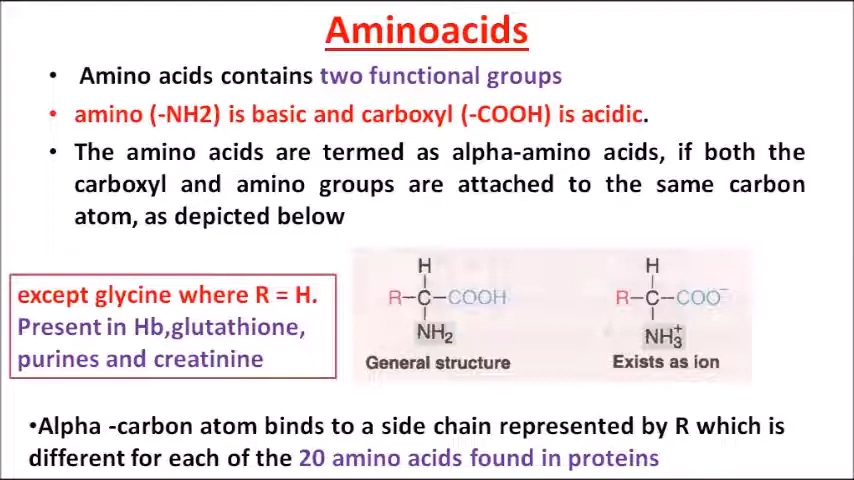 Aminoacids
• Amino acids contains two functional groups
• amino (-NH2) is basic and carboxyl (-COOH) is acidic.
• The amino acids are termed as alpha-amino acids, if both the
carboxyl and amino groups are attached to the same carbon
atom, as depicted below
except glycine where R = H.
Present in Hb,glutathione,
purines and creatinine
H
R–C–COOH
NH₂
General structure
H
R–C–COO⁻
NH₃⁺
Exists as ion
•Alpha -carbon atom binds to a side chain represented by R which is
different for each of the 20 amino acids found in proteins